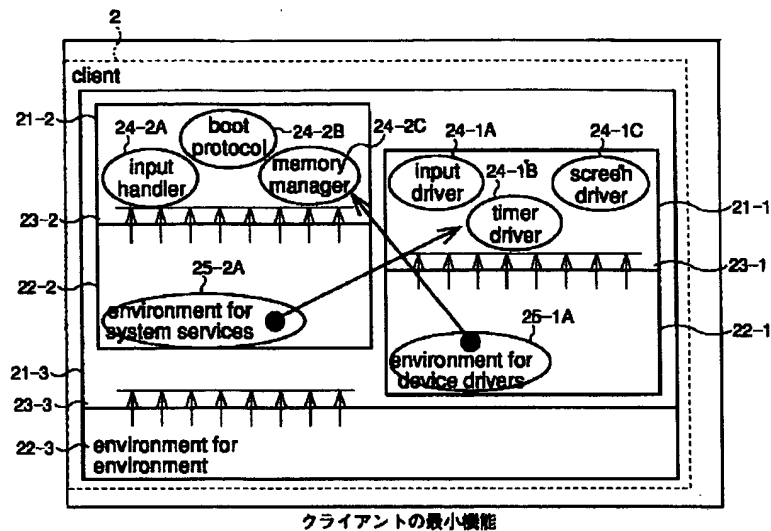 2
client
21-2
24-2A
boot
protocol
24-2B
24-2C
input
handler
memory
manager
23-2
22-2
25-2A
environment for
system services
24-1A
24-1B
24-1C
input
driver
timer
driver
screen
driver
21-1
23-1
22-1
25-1A
environment for
device drivers
21-3
23-3
22-3
environment for
environment
クライアントの最小機能